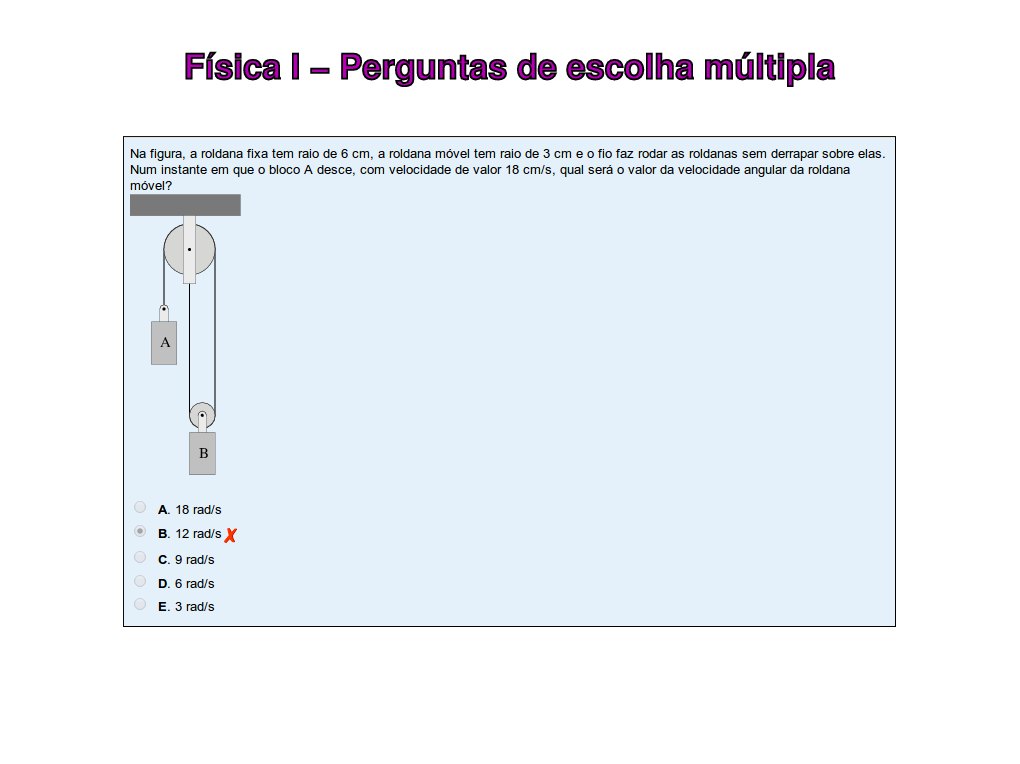 Física I – Perguntas de escolha múltipla
Na figura, a roldana fixa tem raio de 6 cm, a roldana móvel tem raio de 3 cm e o fio faz rodar as roldanas sem derrapar sobre elas.
Num instante em que o bloco A desce, com velocidade de valor 18 cm/s, qual será o valor da velocidade angular da roldana
móvel?
A
B
A. 18 rad/s
B. 12 rad/s ✗
C. 9 rad/s
D. 6 rad/s
E. 3 rad/s